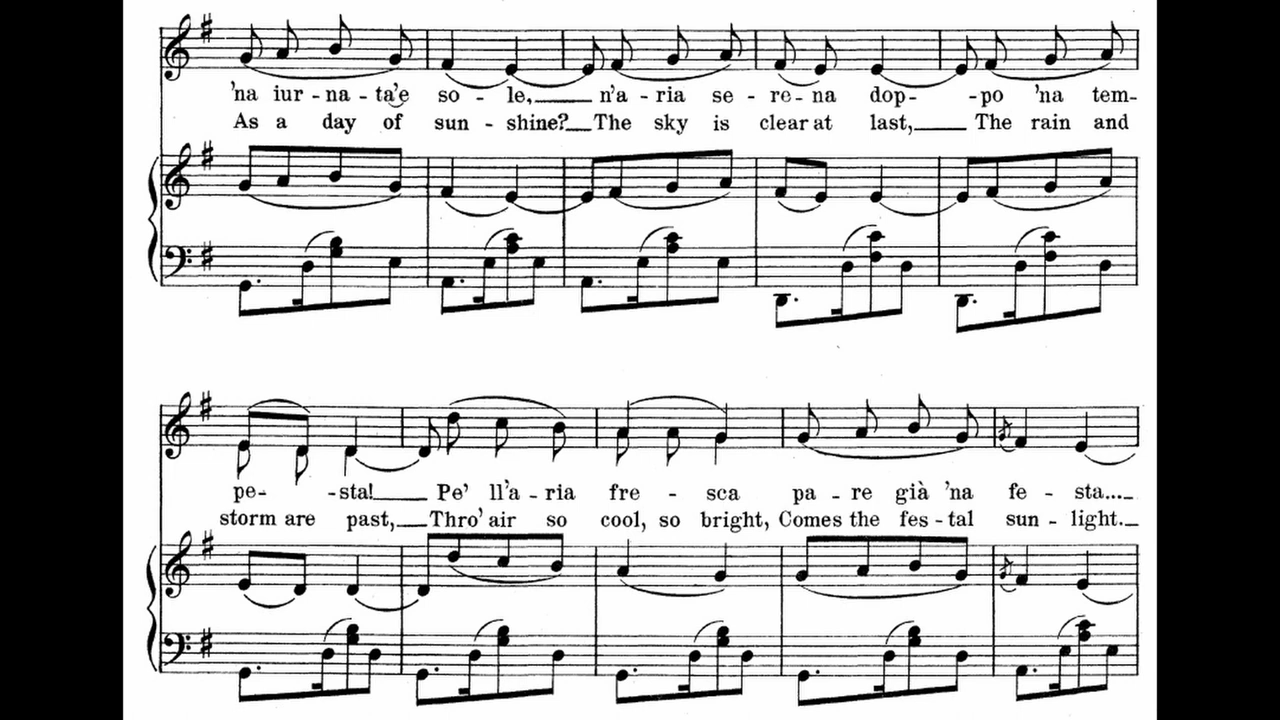 'na iur - na - ta'e so - le, n'a - ria se - re - na dop- -po 'na tem-
As a day of sun - shine? The sky is clear at last, The rain and
pe- -sta! Pe' ll'a - ria fre - sca pa - re già 'na fe - sta...
storm are past, Thro' air so cool, so bright, Comes the fes - tal sun - light.